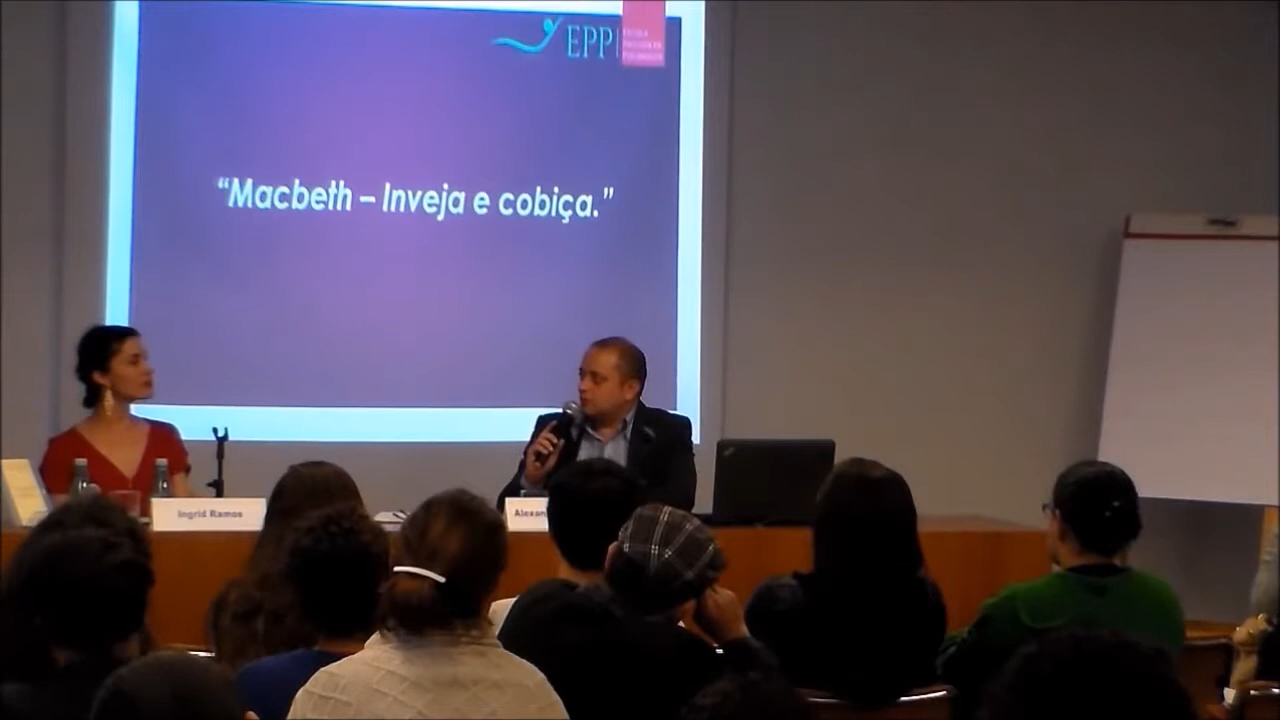 EPP
“Macbeth – Inveja e cobiça.”
Ingrid Ramos
Alexan